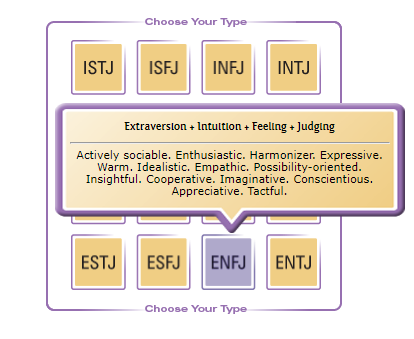 Choose Your Type
ISTJ ISFJ INFJ INTJ
Extraversion + Intuition + Feeling + Judging
Actively sociable. Enthusiastic. Harmonizer. Expressive.
Warm. Idealistic. Empathic. Possibility-oriented.
Insightful. Cooperative. Imaginative. Conscientious.
Appreciative. Tactful.
ESTJ ESFJ ENFJ ENTJ
Choose Your Type